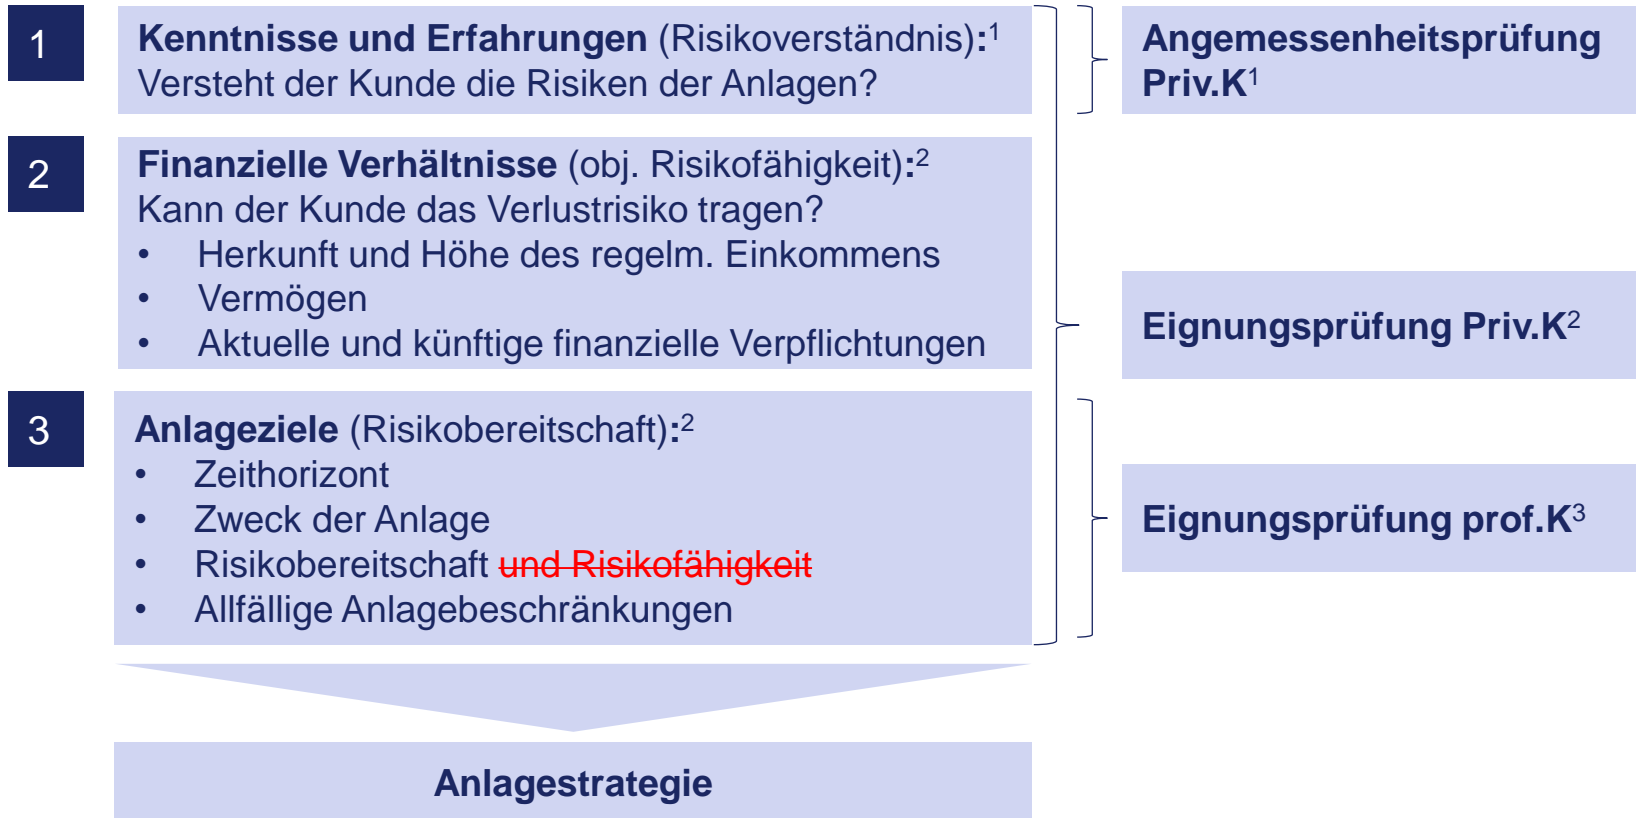 1
Kenntnisse und Erfahrungen (Risikoverständnis):¹
Versteht der Kunde die Risiken der Anlagen?
Angemessenheitsprüfung
Priv.K¹
2
Finanzielle Verhältnisse (obj. Risikofähigkeit):²
Kann der Kunde das Verlustrisiko tragen?
• Herkunft und Höhe des regelm. Einkommens
• Vermögen
• Aktuelle und künftige finanzielle Verpflichtungen
Eignungsprüfung Priv.K²
3
Anlageziele (Risikobereitschaft):²
• Zeithorizont
• Zweck der Anlage
• Risikobereitschaft und Risikofähigkeit
• Allfällige Anlagebeschränkungen
Eignungsprüfung prof.K³
Anlagestrategie